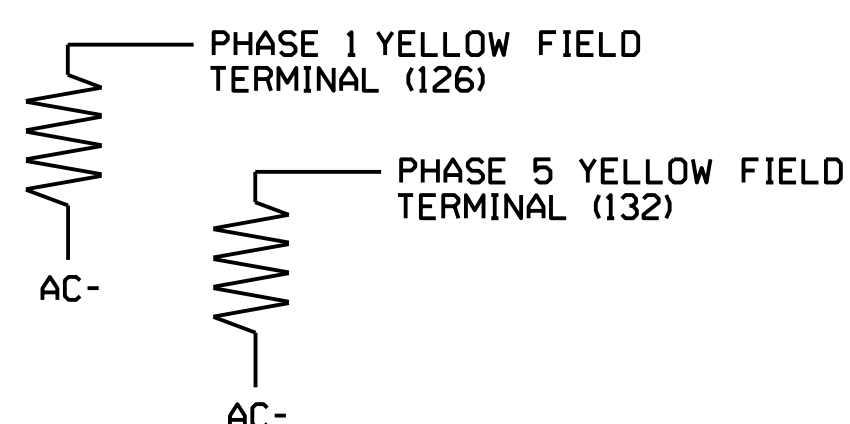 PHASE 1 YELLOW FIELD
TERMINAL (126)
AC-
PHASE 5 YELLOW FIELD
TERMINAL (132)
AC-